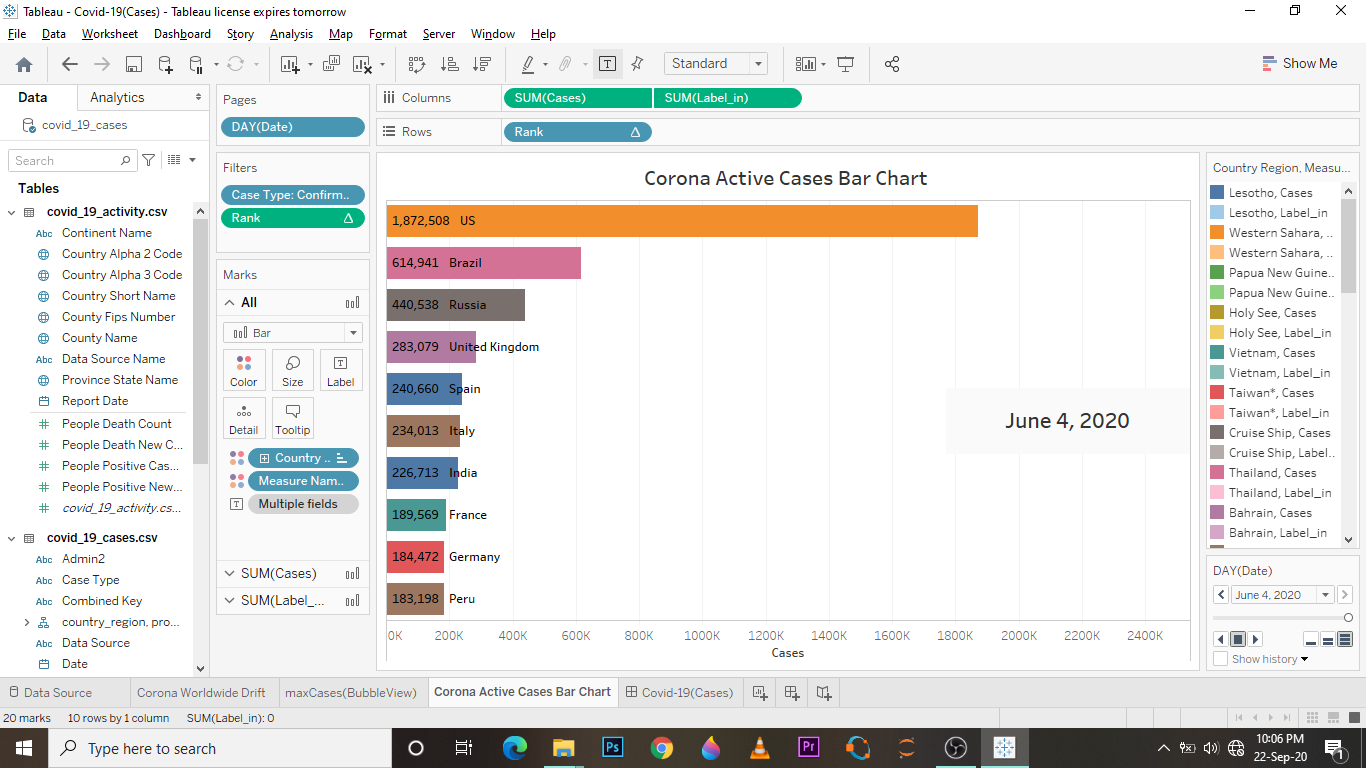 Tableau - Covid-19(Cases) - Tableau license expires tomorrow
File Data Worksheet Dashboard Story Analysis Map Format Server Window Help
Standard
Show Me
Data Analytics
covid_19_cases
Search
Tables
covid_19_activity.csv
Abc Continent Name
Country Alpha 2 Code
Country Alpha 3 Code
Country Short Name
County Fips Number
County Name
Abc Data Source Name
Province State Name
Report Date
People Death Count
People Death New C...
People Positive Cas...
People Positive New...
covid_19_activity.cs...
covid_19_cases.csv
Abc Admin2
Abc Case Type
Abc Combined Key
country_region, pro...
Abc Data Source
Date
Pages
DAY(Date)
Filters
Case Type: Confirm..
Rank Δ
Marks
All
Bar
Color Size Label
Detail Tooltip
Country ..
Measure Nam..
Multiple fields
SUM(Cases)
SUM(Label_...
Columns SUM(Cases) SUM(Label_in)
Rows Rank Δ
Corona Active Cases Bar Chart
1,872,508 US
614,941 Brazil
440,538 Russia
283,079 United Kingdom
240,660 Spain
234,013 Italy
226,713 India
189,569 France
184,472 Germany
183,198 Peru
June 4, 2020
0K 200K 400K 600K 800K 1000K 1200K 1400K 1600K 1800K 2000K 2200K 2400K
Cases
Country Region, Measu...
Lesotho, Cases
Lesotho, Label_in
Western Sahara, ..
Western Sahara, ..
Papua New Guine..
Papua New Guine..
Holy See, Cases
Holy See, Label_in
Vietnam, Cases
Vietnam, Label_in
Taiwan*, Cases
Taiwan*, Label_in
Cruise Ship, Cases
Cruise Ship, Label..
Thailand, Cases
Thailand, Label_in
Bahrain, Cases
Bahrain, Label_in
DAY(Date)
June 4, 2020
Show history
Data Source Corona Worldwide Drift maxCases(BubbleView) Corona Active Cases Bar Chart Covid-19(Cases)
20 marks 10 rows by 1 column SUM(Label_in): 0
Type here to search
Ps
Pr
10:06 PM
22-Sep-20
1